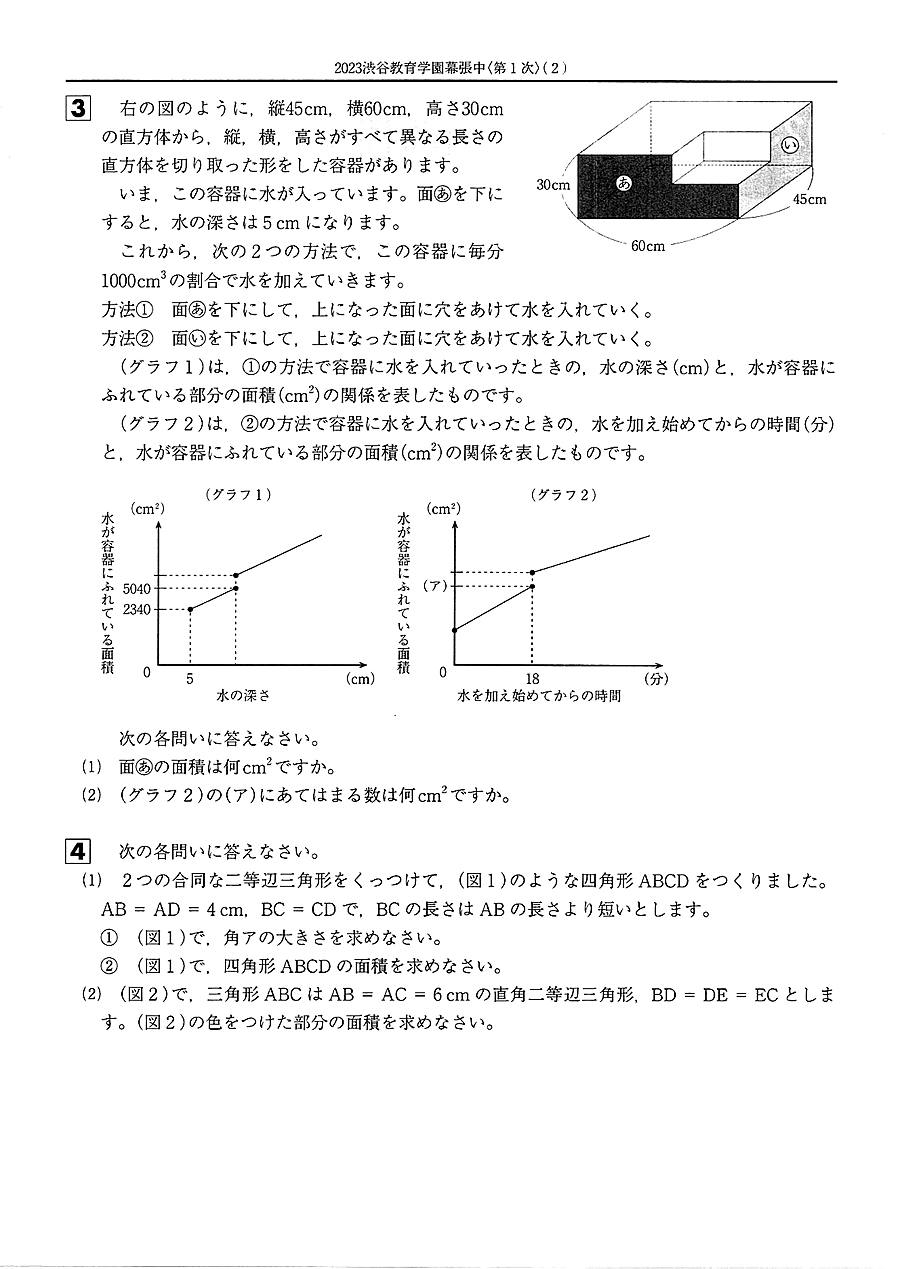 2023渋谷教育学園幕張中〈第1次〉(2)
3 右の図のように，縦45cm，横60cm，高さ30cm
の直方体から，縦，横，高さがすべて異なる長さの
直方体を切り取った形をした容器があります。
いま，この容器に水が入っています。面あを下に
すると，水の深さは5cmになります。
これから，次の2つの方法で，この容器に毎分
1000cm³の割合で水を加えていきます。
30cm
あ
い
45cm
60cm
方法① 面あを下にして，上になった面に穴をあけて水を入れていく。
方法② 面いを下にして，上になった面に穴をあけて水を入れていく。
(グラフ1)は，①の方法で容器に水を入れていったときの，水の深さ(cm)と，水が容器に
ふれている部分の面積(cm²)の関係を表したものです。
(グラフ2)は，②の方法で容器に水を入れていったときの，水を加え始めてからの時間(分)
と，水が容器にふれている部分の面積(cm²)の関係を表したものです。
(グラフ1)
(cm²)
水が容器にふれている面積
5040
2340
0
5
(cm)
水の深さ
(グラフ2)
(cm²)
水が容器にふれている面積
(ア)
0
18
(分)
水を加え始めてからの時間
次の各問いに答えなさい。
(1) 面あの面積は何cm²ですか。
(2) (グラフ2)の(ア)にあてはまる数は何cm²ですか。
4 次の各問いに答えなさい。
(1) 2つの合同な二等辺三角形をくっつけて，(図1)のような四角形ABCDをつくりました。
AB = AD = 4cm，BC = CDで，BCの長さはABの長さより短いとします。
① (図1)で，角アの大きさを求めなさい。
② (図1)で，四角形ABCDの面積を求めなさい。
(2) (図2)で，三角形ABCはAB = AC = 6cmの直角二等辺三角形，BD = DE = ECとしま
す。(図2)の色をつけた部分の面積を求めなさい。